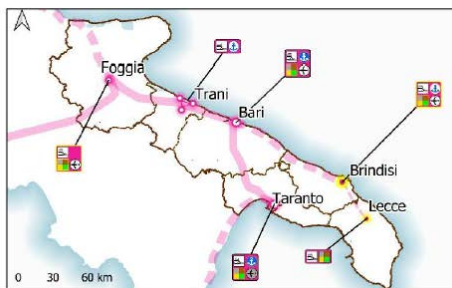 Foggia
Trani
Bari
Brindisi
Lecce
Taranto
0 30 60 km